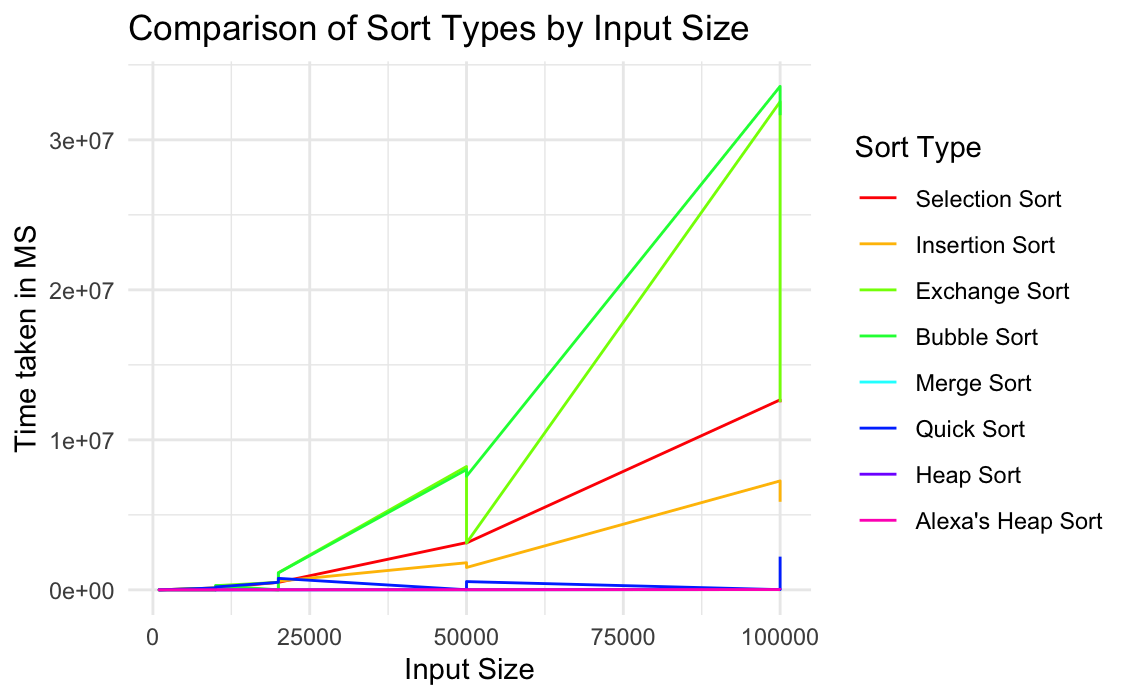 Comparison of Sort Types by Input Size
3e+07
2e+07
1e+07
0e+00
Time taken in MS
0
25000
50000
75000
100000
Input Size
Sort Type
Selection Sort
Insertion Sort
Exchange Sort
Bubble Sort
Merge Sort
Quick Sort
Heap Sort
Alexa's Heap Sort